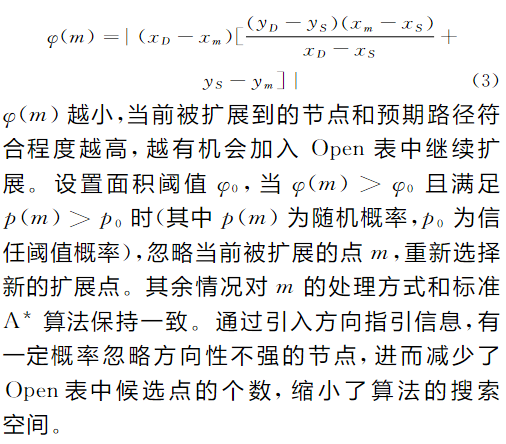 φ(m)=| (x_D−x_m)[\frac{(y_D−y_S)(x_m−x_S)}{x_D−x_S}+
y_S−y_m] | (3)
φ(m)越小,当前被扩展到的节点和预期路径符
合程度越高,越有机会加入 Open 表中继续扩
展。设置面积阈值 φ_0,当 φ(m)＞φ_0 且满足
p(m)＞p_0 时(其中 p(m)为随机概率,p_0 为信
任阈值概率),忽略当前被扩展的点 m,重新选择
新的扩展点。其余情况对 m 的处理方式和标准
Λ* 算法保持一致。通过引入方向指引信息,有
一定概率忽略方向性不强的节点,进而减少了
Open表中候选点的个数,缩小了算法的搜索
空间。